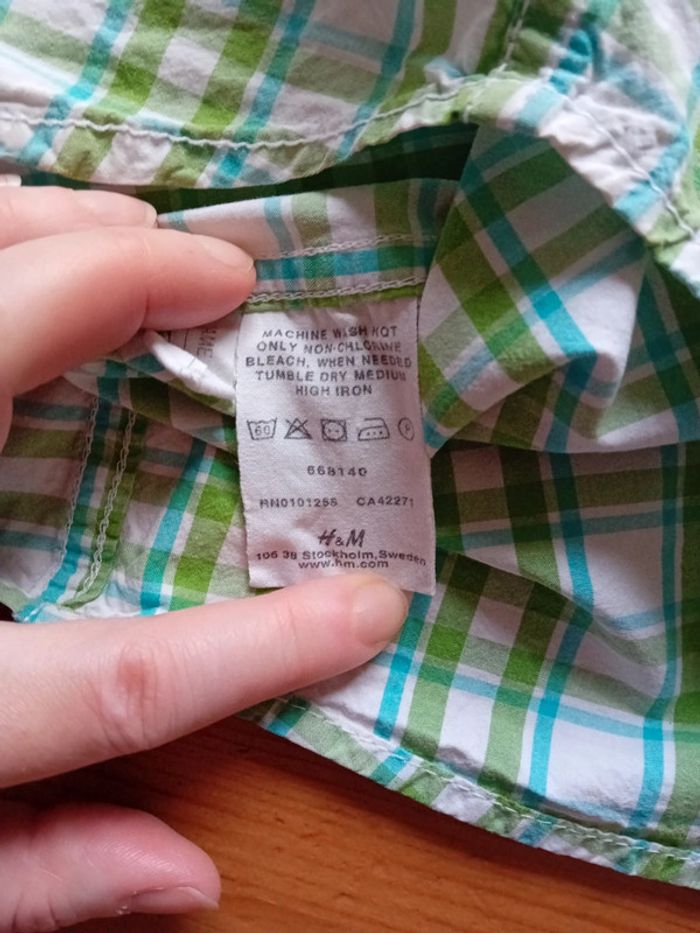 MACHINE WASH HOT
ONLY NON-CHLORINE
BLEACH, WHEN NEEDED
TUMBLE DRY MEDIUM
HIGH IRON
60
P
668140
RN0101255 CA42271
H&M
106 38 Stockholm, Sweden
www.hm.com